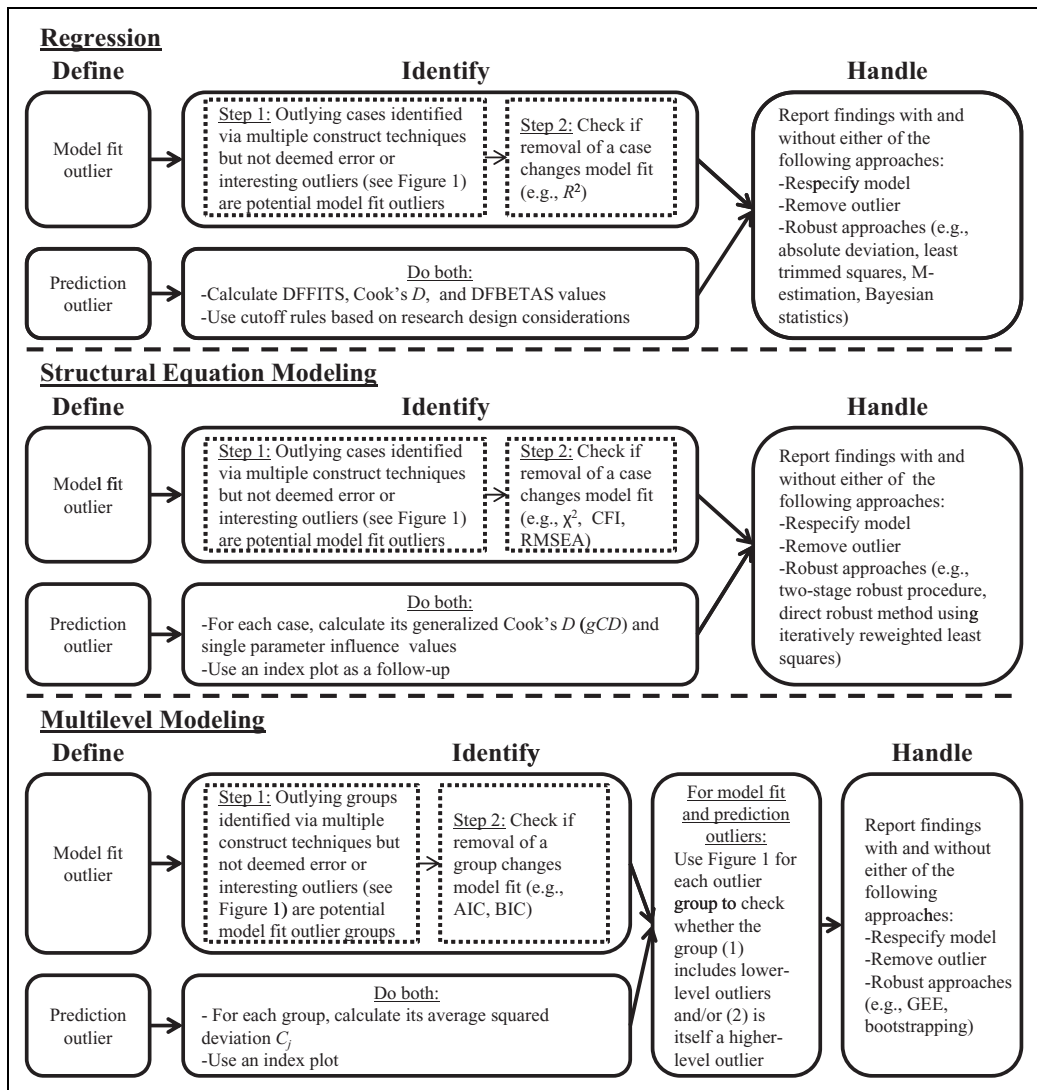 Regression
Define
Identify
Handle
Model fit
outlier
Step 1: Outlying cases identified
via multiple construct techniques
but not deemed error or
interesting outliers (see Figure 1)
are potential model fit outliers
Step 2: Check if
removal of a case
changes model fit
(e.g., R²)
Prediction
outlier
Do both:
-Calculate DFFITS, Cook's D, and DFBETAS values
-Use cutoff rules based on research design considerations
Report findings with and
without either of the
following approaches:
-Respecify model
-Remove outlier
-Robust approaches (e.g.,
absolute deviation, least
trimmed squares, M-
estimation, Bayesian
statistics)
Structural Equation Modeling
Define
Identify
Handle
Model fit
outlier
Step 1: Outlying cases identified
via multiple construct techniques
but not deemed error or
interesting outliers (see Figure 1)
are potential model fit outliers
Step 2: Check if
removal of a case
changes model fit
(e.g., χ², CFI,
RMSEA)
Prediction
outlier
Do both:
-For each case, calculate its generalized Cook's D (gCD) and
single parameter influence values
-Use an index plot as a follow-up
Report findings with and
without either of the
following approaches:
-Respecify model
-Remove outlier
-Robust approaches (e.g.,
two-stage robust procedure,
direct robust method using
iteratively reweighted least
squares)
Multilevel Modeling
Define
Identify
Handle
Model fit
outlier
Step 1: Outlying groups
identified via multiple
construct techniques but
not deemed error or
interesting outliers (see
Figure 1) are potential
model fit outlier groups
Step 2: Check if
removal of a
group changes
model fit (e.g.,
AIC, BIC)
Prediction
outlier
Do both:
- For each group, calculate its average squared
deviation Cj
-Use an index plot
For model fit
and prediction
outliers:
Use Figure 1 for
each outlier
group to check
whether the
group (1)
includes lower-
level outliers
and/or (2) is
itself a higher-
level outlier
Report findings
with and without
either of the
following
approaches:
-Respecify model
-Remove outlier
-Robust approaches
(e.g., GEE,
bootstrapping)